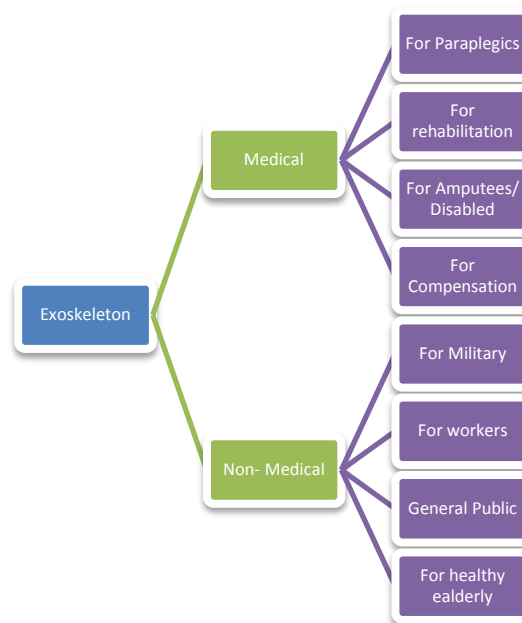 Exoskeleton
Medical
For Paraplegics
For
rehabilitation
For Amputees/
Disabled
For
Compensation
Non- Medical
For Military
For workers
General Public
For healthy
ealderly